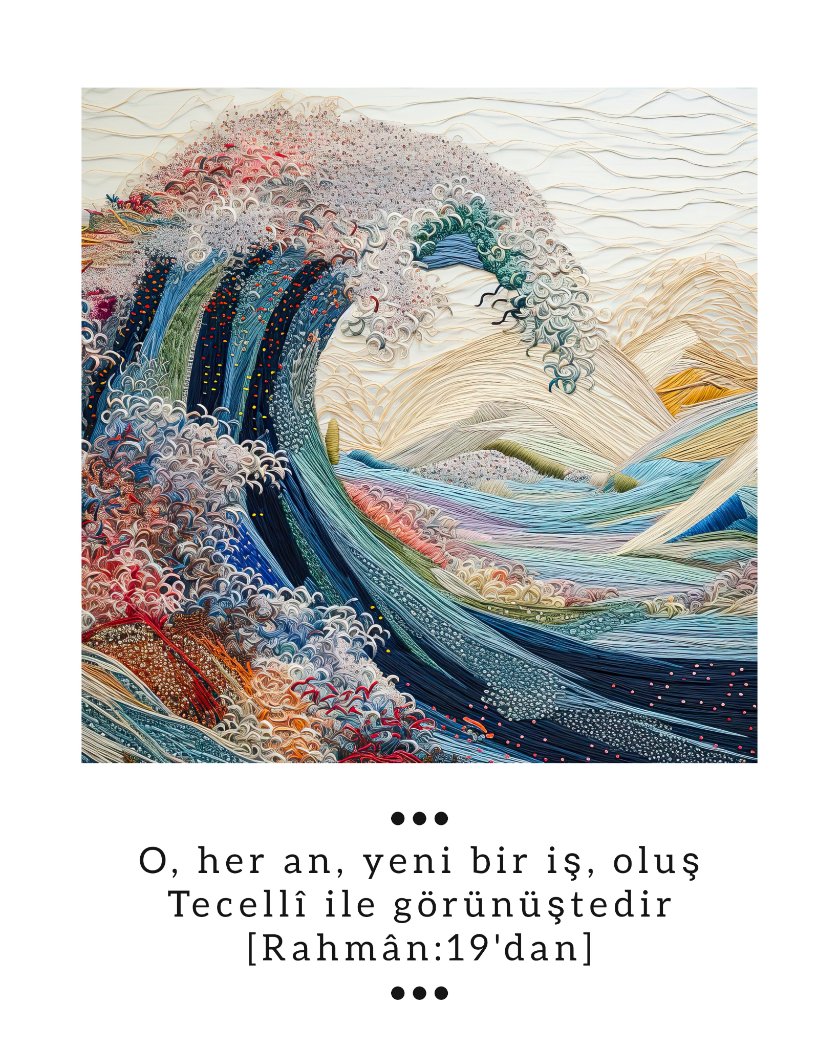 O, her an, yeni bir iş, oluş
Tecellî ile görünüştedir
[Rahmân:19'dan]